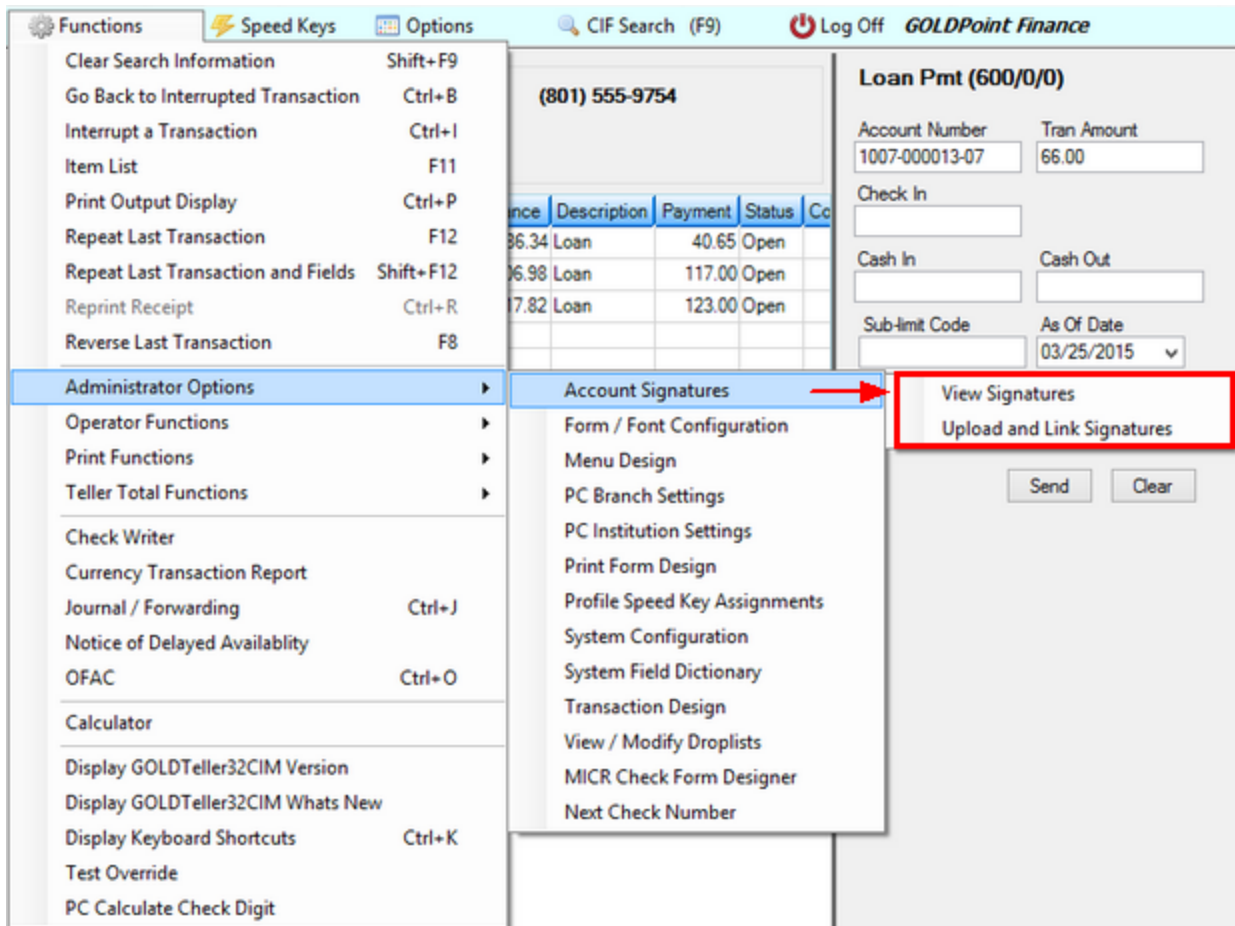 Functions Speed Keys Options CIF Search (F9) Log Off GOLDPoint Finance
Clear Search Information Shift+F9
Go Back to Interrupted Transaction Ctrl+B
Interrupt a Transaction Ctrl+I
Item List F11
Print Output Display Ctrl+P
Repeat Last Transaction F12
Repeat Last Transaction and Fields Shift+F12
Reprint Receipt Ctrl+R
Reverse Last Transaction F8
Administrator Options
Operator Functions
Print Functions
Teller Total Functions
Check Writer
Currency Transaction Report
Journal / Forwarding Ctrl+J
Notice of Delayed Availablity
OFAC Ctrl+O
Calculator
Display GOLDTeller32CIM Version
Display GOLDTeller32CIM Whats New
Display Keyboard Shortcuts Ctrl+K
Test Override
PC Calculate Check Digit
(801) 555-9754
Description Payment Status
36.34 Loan 40.65 Open
06.98 Loan 117.00 Open
17.82 Loan 123.00 Open
Account Signatures
Form / Font Configuration
Menu Design
PC Branch Settings
PC Institution Settings
Print Form Design
Profile Speed Key Assignments
System Configuration
System Field Dictionary
Transaction Design
View / Modify Droplists
MICR Check Form Designer
Next Check Number
Loan Pmt (600/0/0)
Account Number Tran Amount
1007-000013-07 66.00
Check In
Cash In Cash Out
Sub-limit Code As Of Date
03/25/2015
View Signatures
Upload and Link Signatures
Send Clear